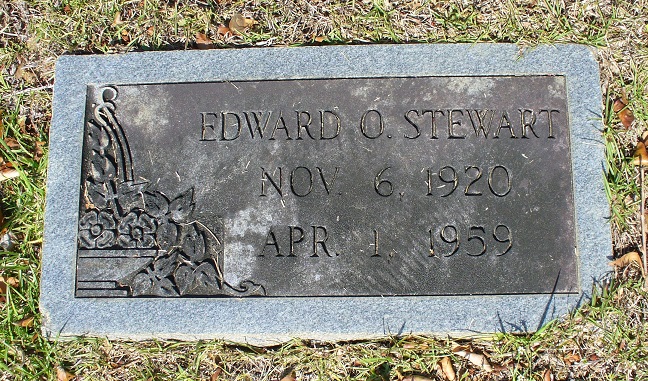 EDWARD O. STEWART
NOV. 6, 1920
APR. 1, 1959